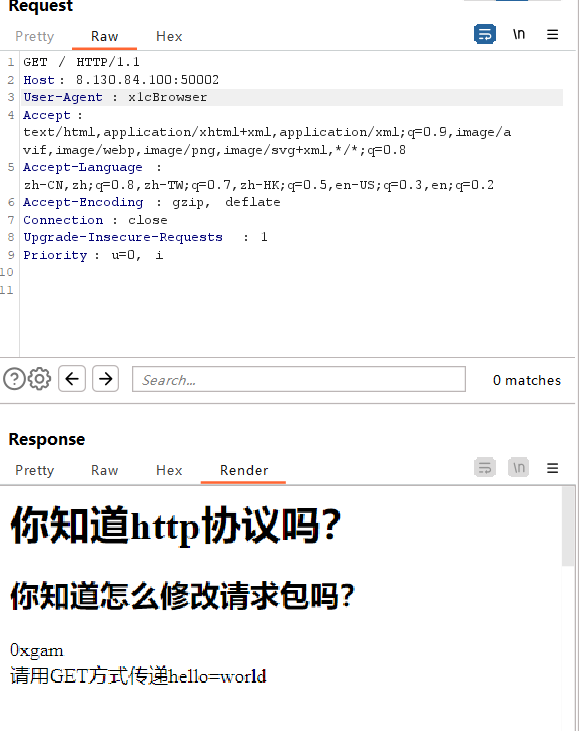 Request
Pretty Raw Hex \n
1 GET / HTTP/1.1
2 Host: 8.130.84.100:50002
3 User-Agent : x1cBrowser
4 Accept :
text/html,application/xhtml+xml,application/xml;q=0.9,image/a
vif,image/webp,image/png,image/svg+xml,*/*;q=0.8
5 Accept-Language :
zh-CN,zh;q=0.8,zh-TW;q=0.7,zh-HK;q=0.5,en-US;q=0.3,en;q=0.2
6 Accept-Encoding : gzip, deflate
7 Connection : close
8 Upgrade-Insecure-Requests : 1
9 Priority : u=0, i
10
11
Search... 0 matches
Response
Pretty Raw Hex Render \n
你知道http协议吗?
你知道怎么修改请求包吗?
0xgam
请用GET方式传递hello=world